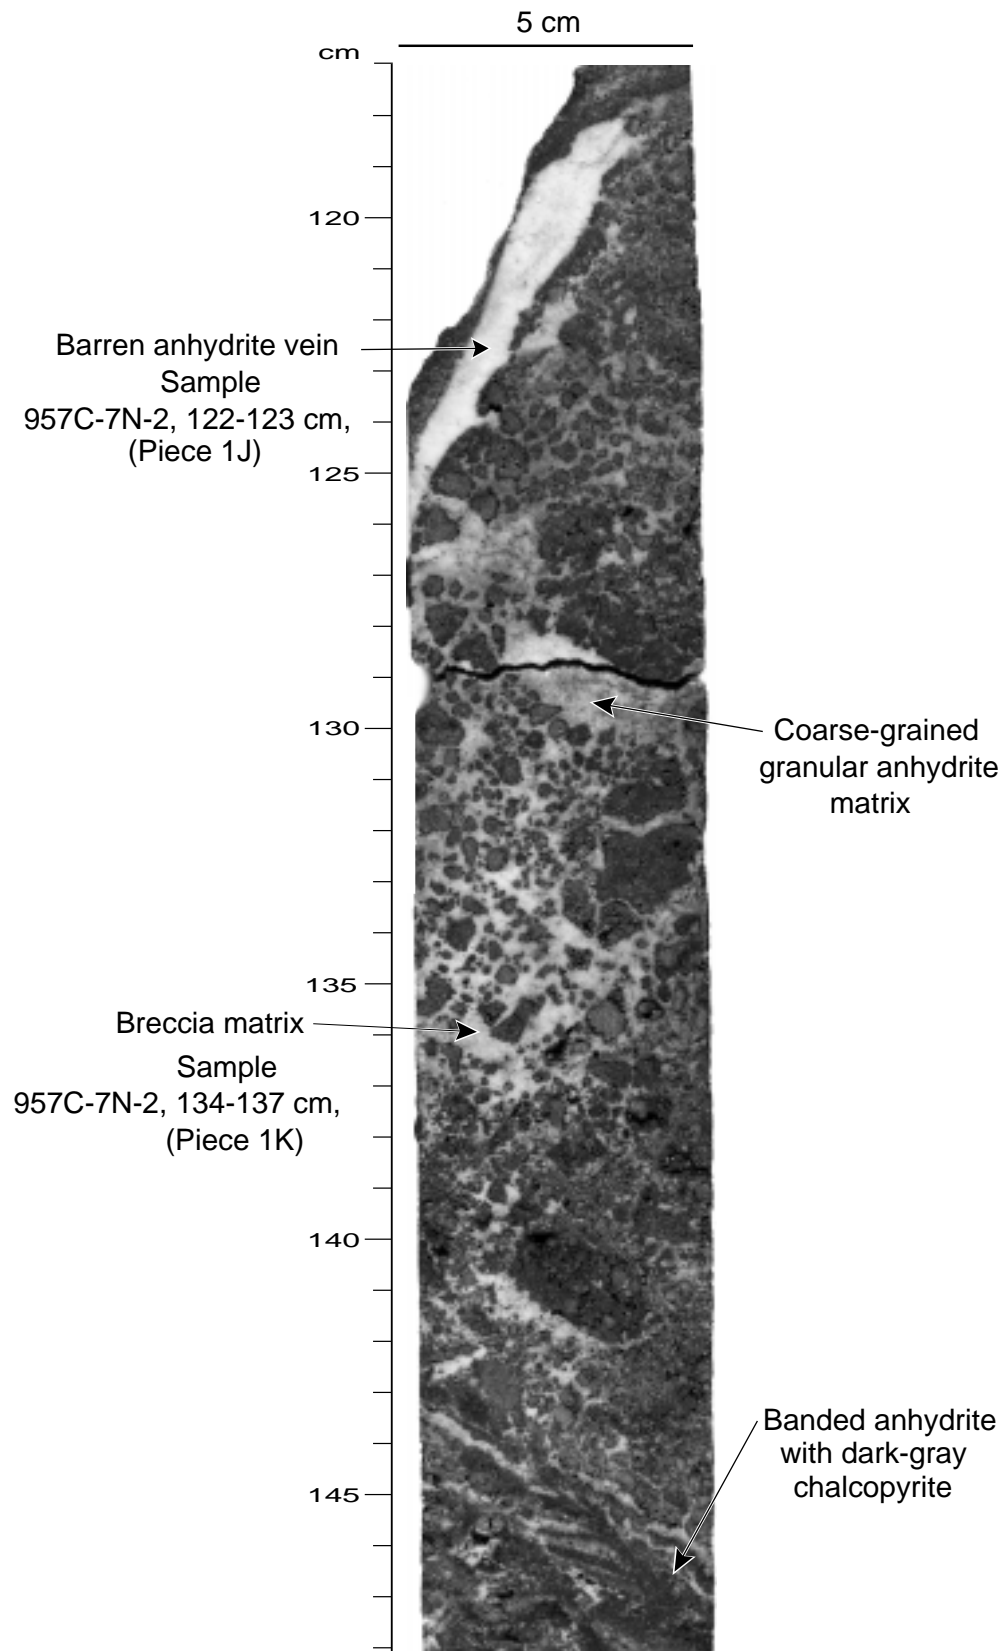 5 cm
cm
120
Barren anhydrite vein
Sample
957C-7N-2, 122-123 cm,
(Piece 1J)
125
130
Coarse-grained
granular anhydrite
matrix
135
Breccia matrix
Sample
957C-7N-2, 134-137 cm,
(Piece 1K)
140
Banded anhydrite
with dark-gray
chalcopyrite
145